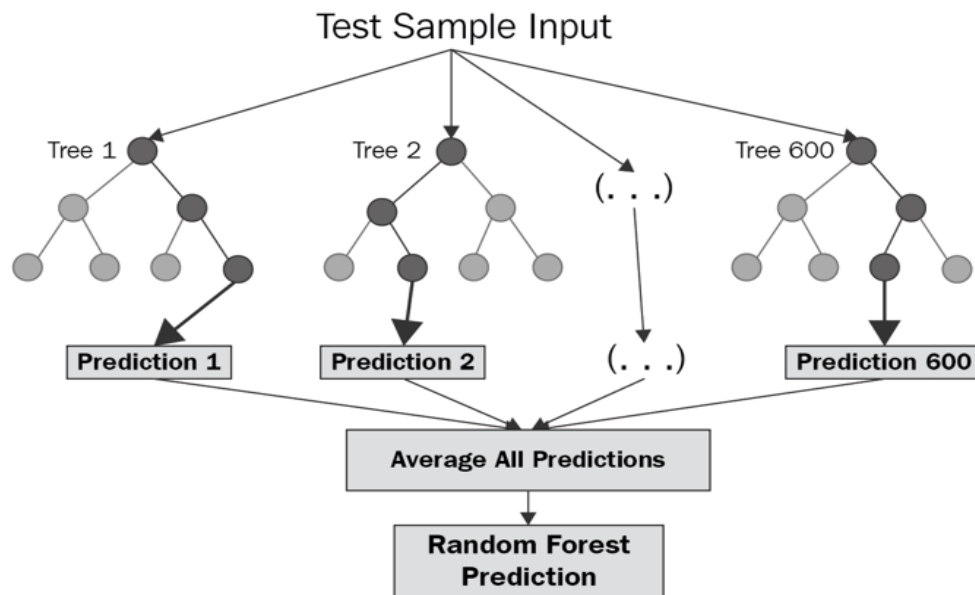 Test Sample Input
Tree 1
Tree 2
Tree 600
(. . .)
Prediction 1
Prediction 2
(. . .)
Prediction 600
Average All Predictions
Random Forest
Prediction